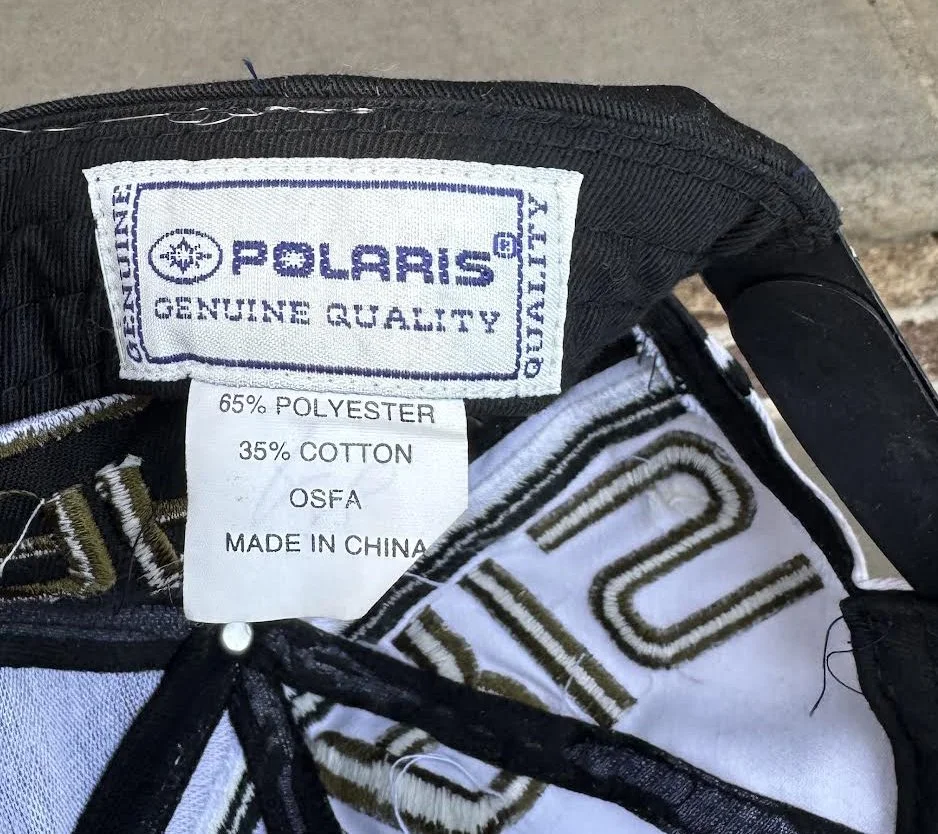 GENUINE
POLARIS®
GENUINE QUALITY
QUALITY
65% POLYESTER
35% COTTON
OSFA
MADE IN CHINA